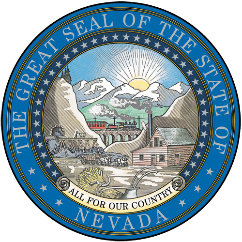 THE GREAT SEAL OF THE STATE OF
NEVADA
ALL FOR OUR COUNTRY